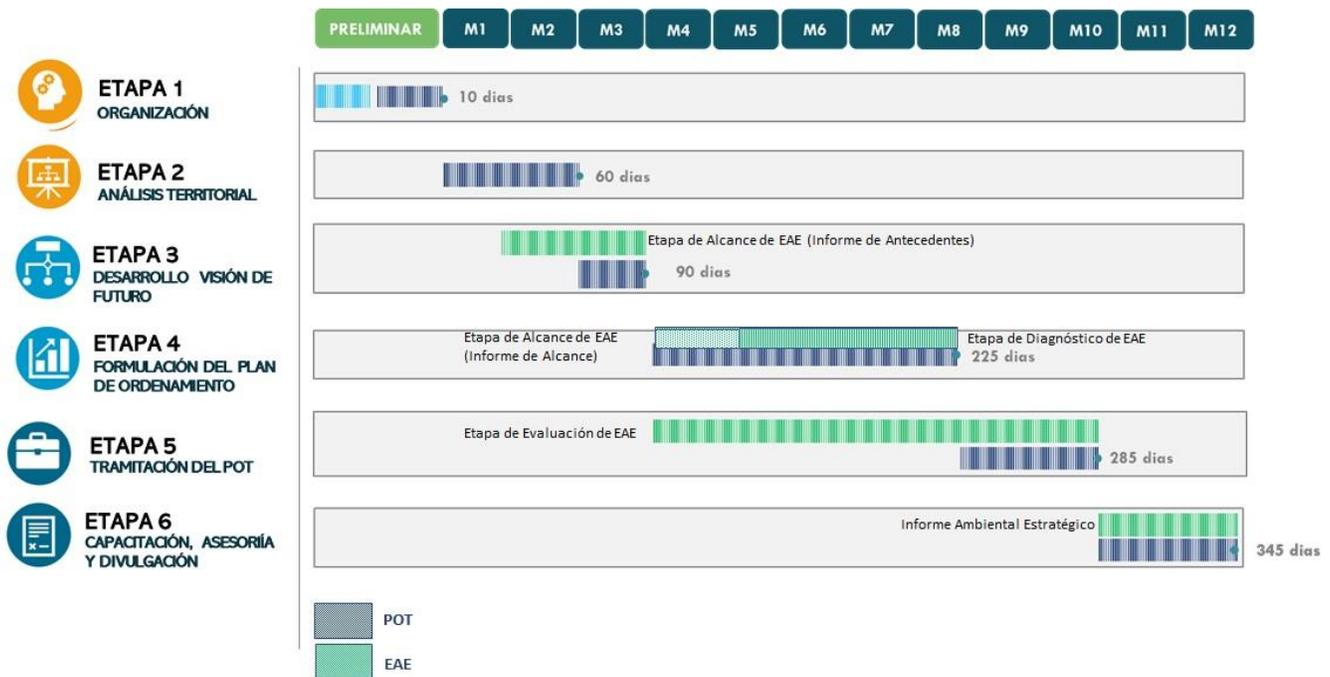 PRELIMINAR M1 M2 M3 M4 M5 M6 M7 M8 M9 M10 M11 M12
ETAPA 1
ORGANIZACIÓN
10 dias
ETAPA 2
ANÁLISIS TERRITORIAL
60 dias
ETAPA 3
DESARROLLO VISIÓN DE
FUTURO
Etapa de Alcance de EAE (Informe de Antecedentes)
90 dias
ETAPA 4
FORMULACIÓN DEL PLAN
DE ORDENAMIENTO
Etapa de Alcance de EAE
(Informe de Alcance)
Etapa de Diagnóstico de EAE
225 dias
ETAPA 5
TRAMITACIÓN DEL POT
Etapa de Evaluación de EAE
285 dias
ETAPA 6
CAPACITACIÓN, ASESORIÍA
Y DIVULGACIÓN
Informe Ambiental Estratégico
345 dias
POT
EAE